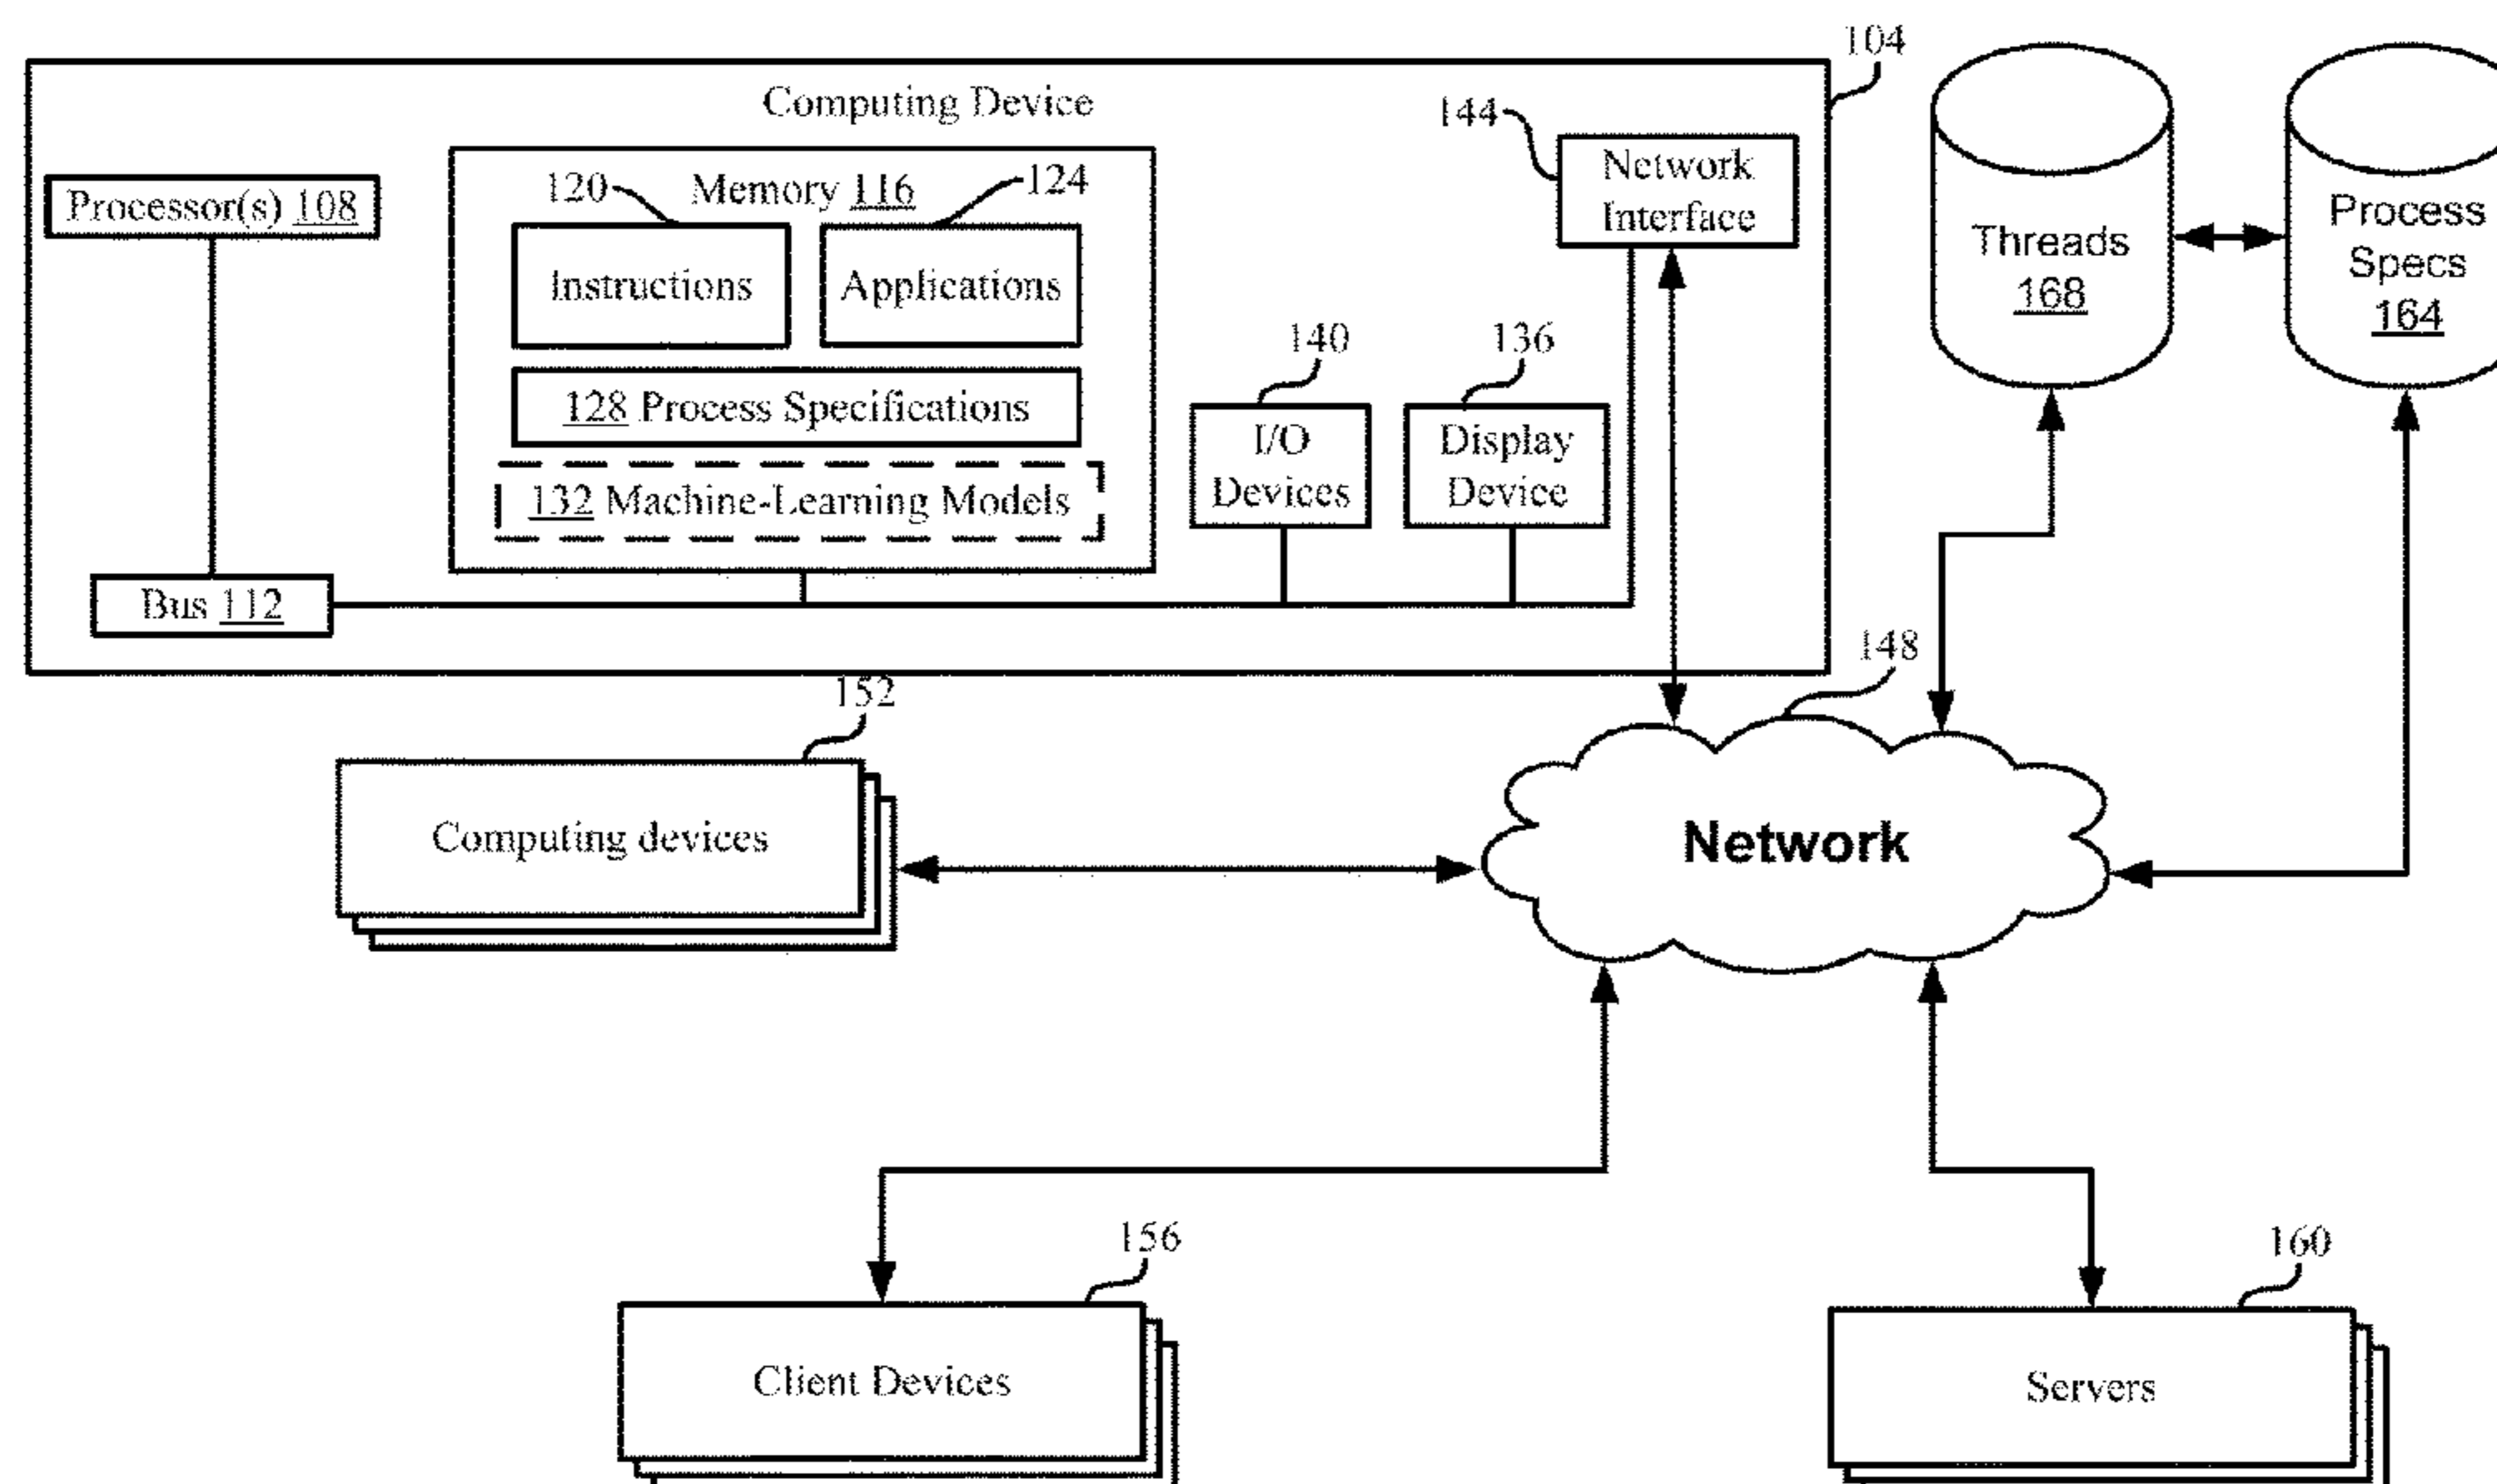 104
Computing Device
144
Network
Interface
Processor(s) 108
120
Memory 116
124
Instructions
Applications
128 Process Specifications
132 Machine-Learning Models
140
I/O
Devices
136
Display
Device
Bus 112
Threads
168
Process
Specs
164
148
152
Computing devices
Network
156
Client Devices
160
Servers